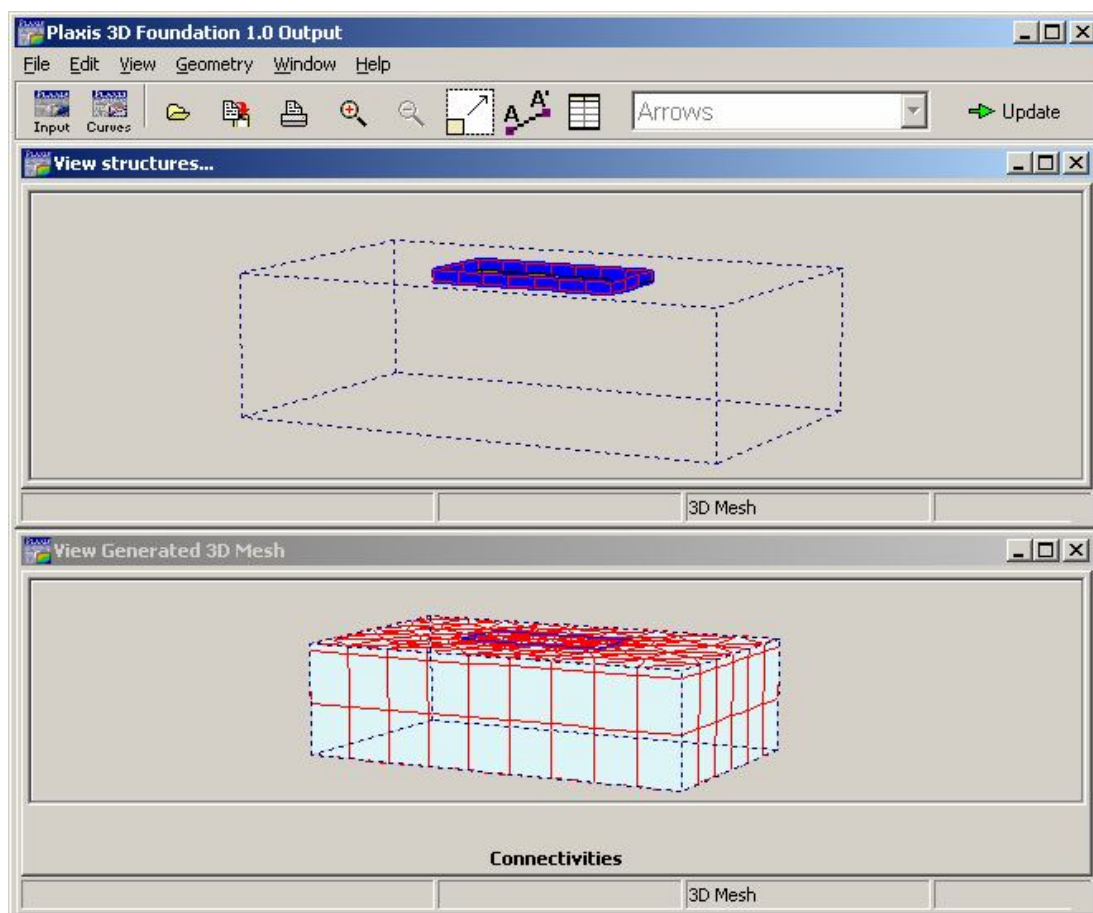 Plaxis 3D Foundation 1.0 Output
File Edit View Geometry Window Help
Input Curves Arrows Update
A A'
View structures...
3D Mesh
View Generated 3D Mesh
Connectivities
3D Mesh